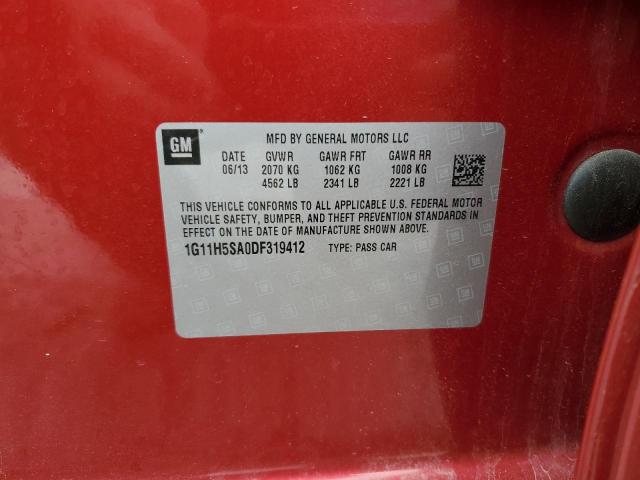 GM
MFD BY GENERAL MOTORS LLC
DATE GVWR GAWR FRT GAWR RR
06/13 2070 KG 1062 KG 1008 KG
4562 LB 2341 LB 2221 LB
THIS VEHICLE CONFORMS TO ALL APPLICABLE U.S. FEDERAL MOTOR
VEHICLE SAFETY, BUMPER, AND THEFT PREVENTION STANDARDS IN
EFFECT ON THE DATE OF MANUFACTURE SHOWN ABOVE.
1G11H5SA0DF319412 TYPE: PASS CAR